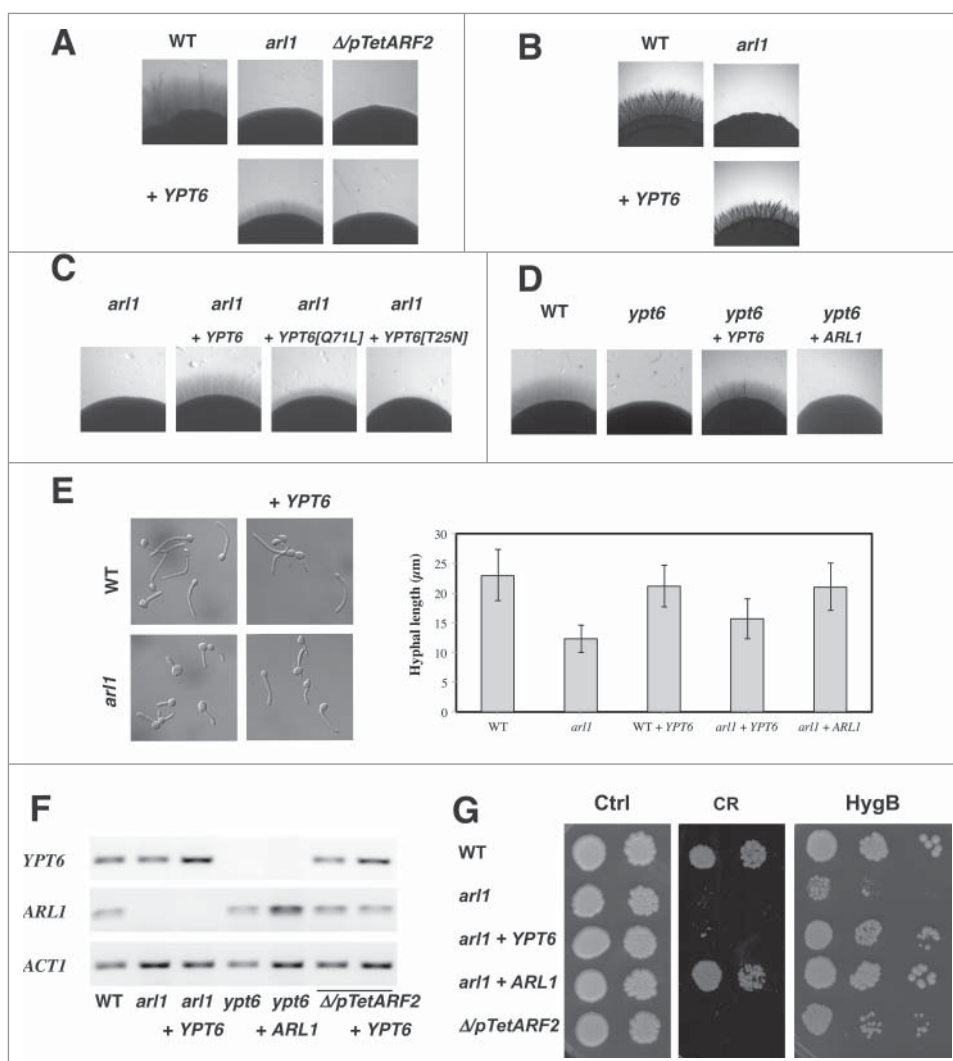 A
WT arl1 Δ/pTetARF2
+ YPT6
B
WT arl1
+ YPT6
C
arl1 arl1 arl1 arl1
+ YPT6 + YPT6[Q71L] + YPT6[T25N]
D
WT ypt6 ypt6 ypt6
+ YPT6 + ARL1
E
+ YPT6
WT
arl1
Hyphal length (µm)
30
25
20
15
10
5
0
WT arl1 WT + YPT6 arl1 + YPT6 arl1 + ARL1
F
YPT6
ARL1
ACT1
WT arl1 arl1 ypt6 ypt6 Δ/pTetARF2
+ YPT6 + ARL1 + YPT6
G
Ctrl CR HygB
WT
arl1
arl1 + YPT6
arl1 + ARL1
Δ/pTetARF2